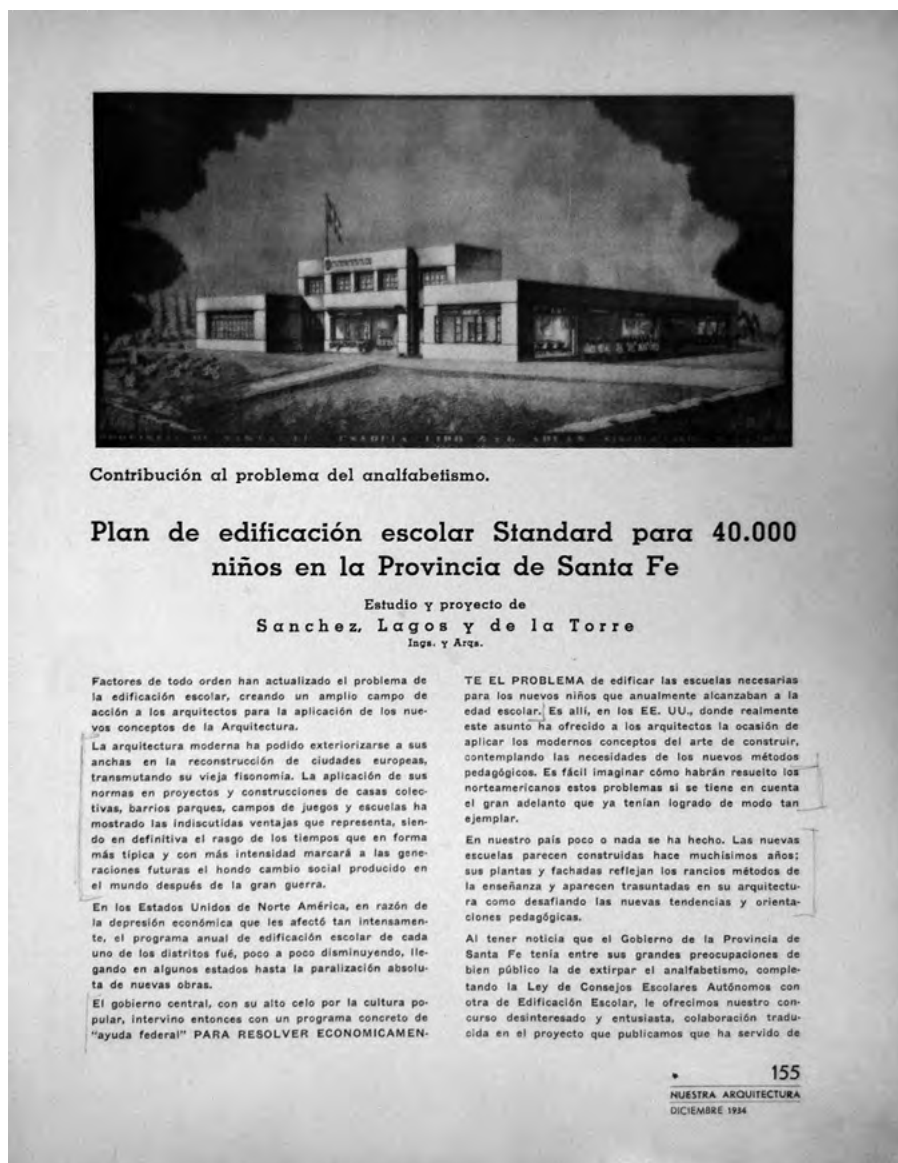 PROVINCIA DE SANTA FE ESCUELA TIPO
Contribución al problema del analfabetismo.
Plan de edificación escolar Standard para 40.000
niños en la Provincia de Santa Fe
Estudio y proyecto de
Sanchez, Lagos y de la Torre
Ings. y Arqs.
Factores de todo orden han actualizado el problema de
la edificación escolar, creando un amplio campo de
acción a los arquitectos para la aplicación de los nue-
vos conceptos de la Arquitectura.
La arquitectura moderna ha podido exteriorizarse a sus
anchas en la reconstrucción de ciudades europeas,
transmutando su vieja fisonomía. La aplicación de sus
normas en proyectos y construcciones de casas colec-
tivas, barrios parques, campos de juegos y escuelas ha
mostrado las indiscutidas ventajas que representa, sien-
do en definitiva el rasgo de los tiempos que en forma
más típica y con más intensidad marcará a las gene-
raciones futuras el hondo cambio social producido en
el mundo después de la gran guerra.
En los Estados Unidos de Norte América, en razón de
la depresión económica que les afectó tan intensamen-
te, el programa anual de edificación escolar de cada
uno de los distritos fué, poco a poco disminuyendo, lle-
gando en algunos estados hasta la paralización absolu-
ta de nuevas obras.
El gobierno central, con su alto celo por la cultura po-
pular, intervino entonces con un programa concreto de
"ayuda federal" PARA RESOLVER ECONOMICAMEN-
TE EL PROBLEMA de edificar las escuelas necesarias
para los nuevos niños que anualmente alcanzaban a la
edad escolar. Es allí, en los EE. UU., donde realmente
este asunto ha ofrecido a los arquitectos la ocasión de
aplicar los modernos conceptos del arte de construir,
contemplando las necesidades de los nuevos métodos
pedagógicos. Es fácil imaginar cómo habrán resuelto los
norteamericanos estos problemas si se tiene en cuenta
el gran adelanto que ya tenían logrado de modo tan
ejemplar.
En nuestro país poco o nada se ha hecho. Las nuevas
escuelas parecen construidas hace muchísimos años;
sus plantas y fachadas reflejan los rancios métodos de
la enseñanza y aparecen trasuntadas en su arquitectu-
ra como desafiando las nuevas tendencias y orienta-
ciones pedagógicas.
Al tener noticia que el Gobierno de la Provincia de
Santa Fe tenía entre sus grandes preocupaciones de
bien público la de extirpar el analfabetismo, comple-
tando la Ley de Consejos Escolares Autónomos con
otra de Edificación Escolar, le ofrecimos nuestro con-
curso desinteresado y entusiasta, colaboración tradu-
cida en el proyecto que publicamos que ha servido de
155
NUESTRA ARQUITECTURA
DICIEMBRE 1934